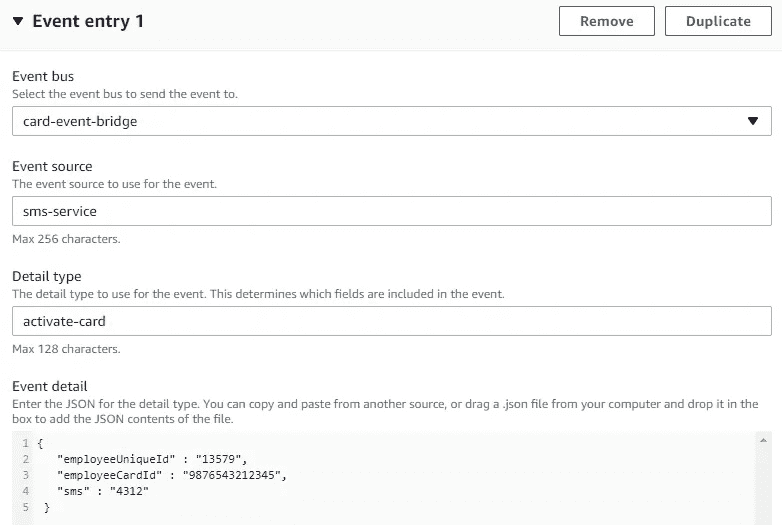 Event entry 1
Remove
Duplicate
Event bus
Select the event bus to send the event to.
card-event-bridge
Event source
The event source to use for the event.
sms-service
Max 256 characters.
Detail type
The detail type to use for the event. This determines which fields are included in the event.
activate-card
Max 128 characters.
Event detail
Enter the JSON for the detail type. You can copy and paste from another source, or drag a .json file from your computer and drop it in the
box to add the JSON contents of the file.
1 {
2 "employeeUniqueId" : "13579",
3 "employeeCardId" : "9876543212345",
4 "sms" : "4312"
5 }